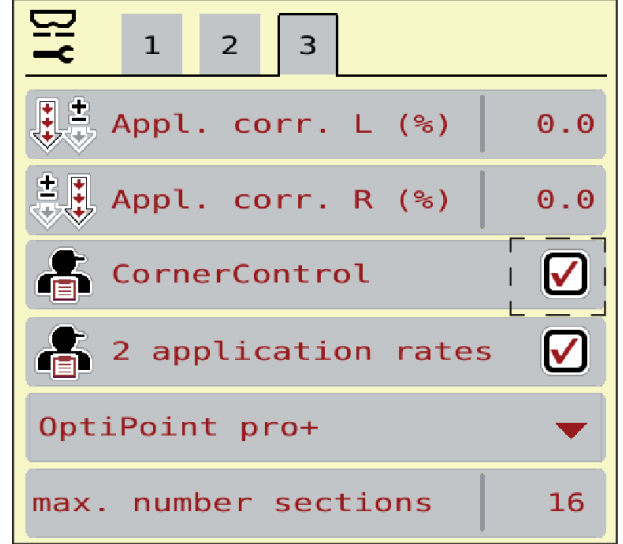 1 2 3
Appl. corr. L (%) 0.0
Appl. corr. R (%) 0.0
CornerControl
2 application rates
OptiPoint pro+
max. number sections 16